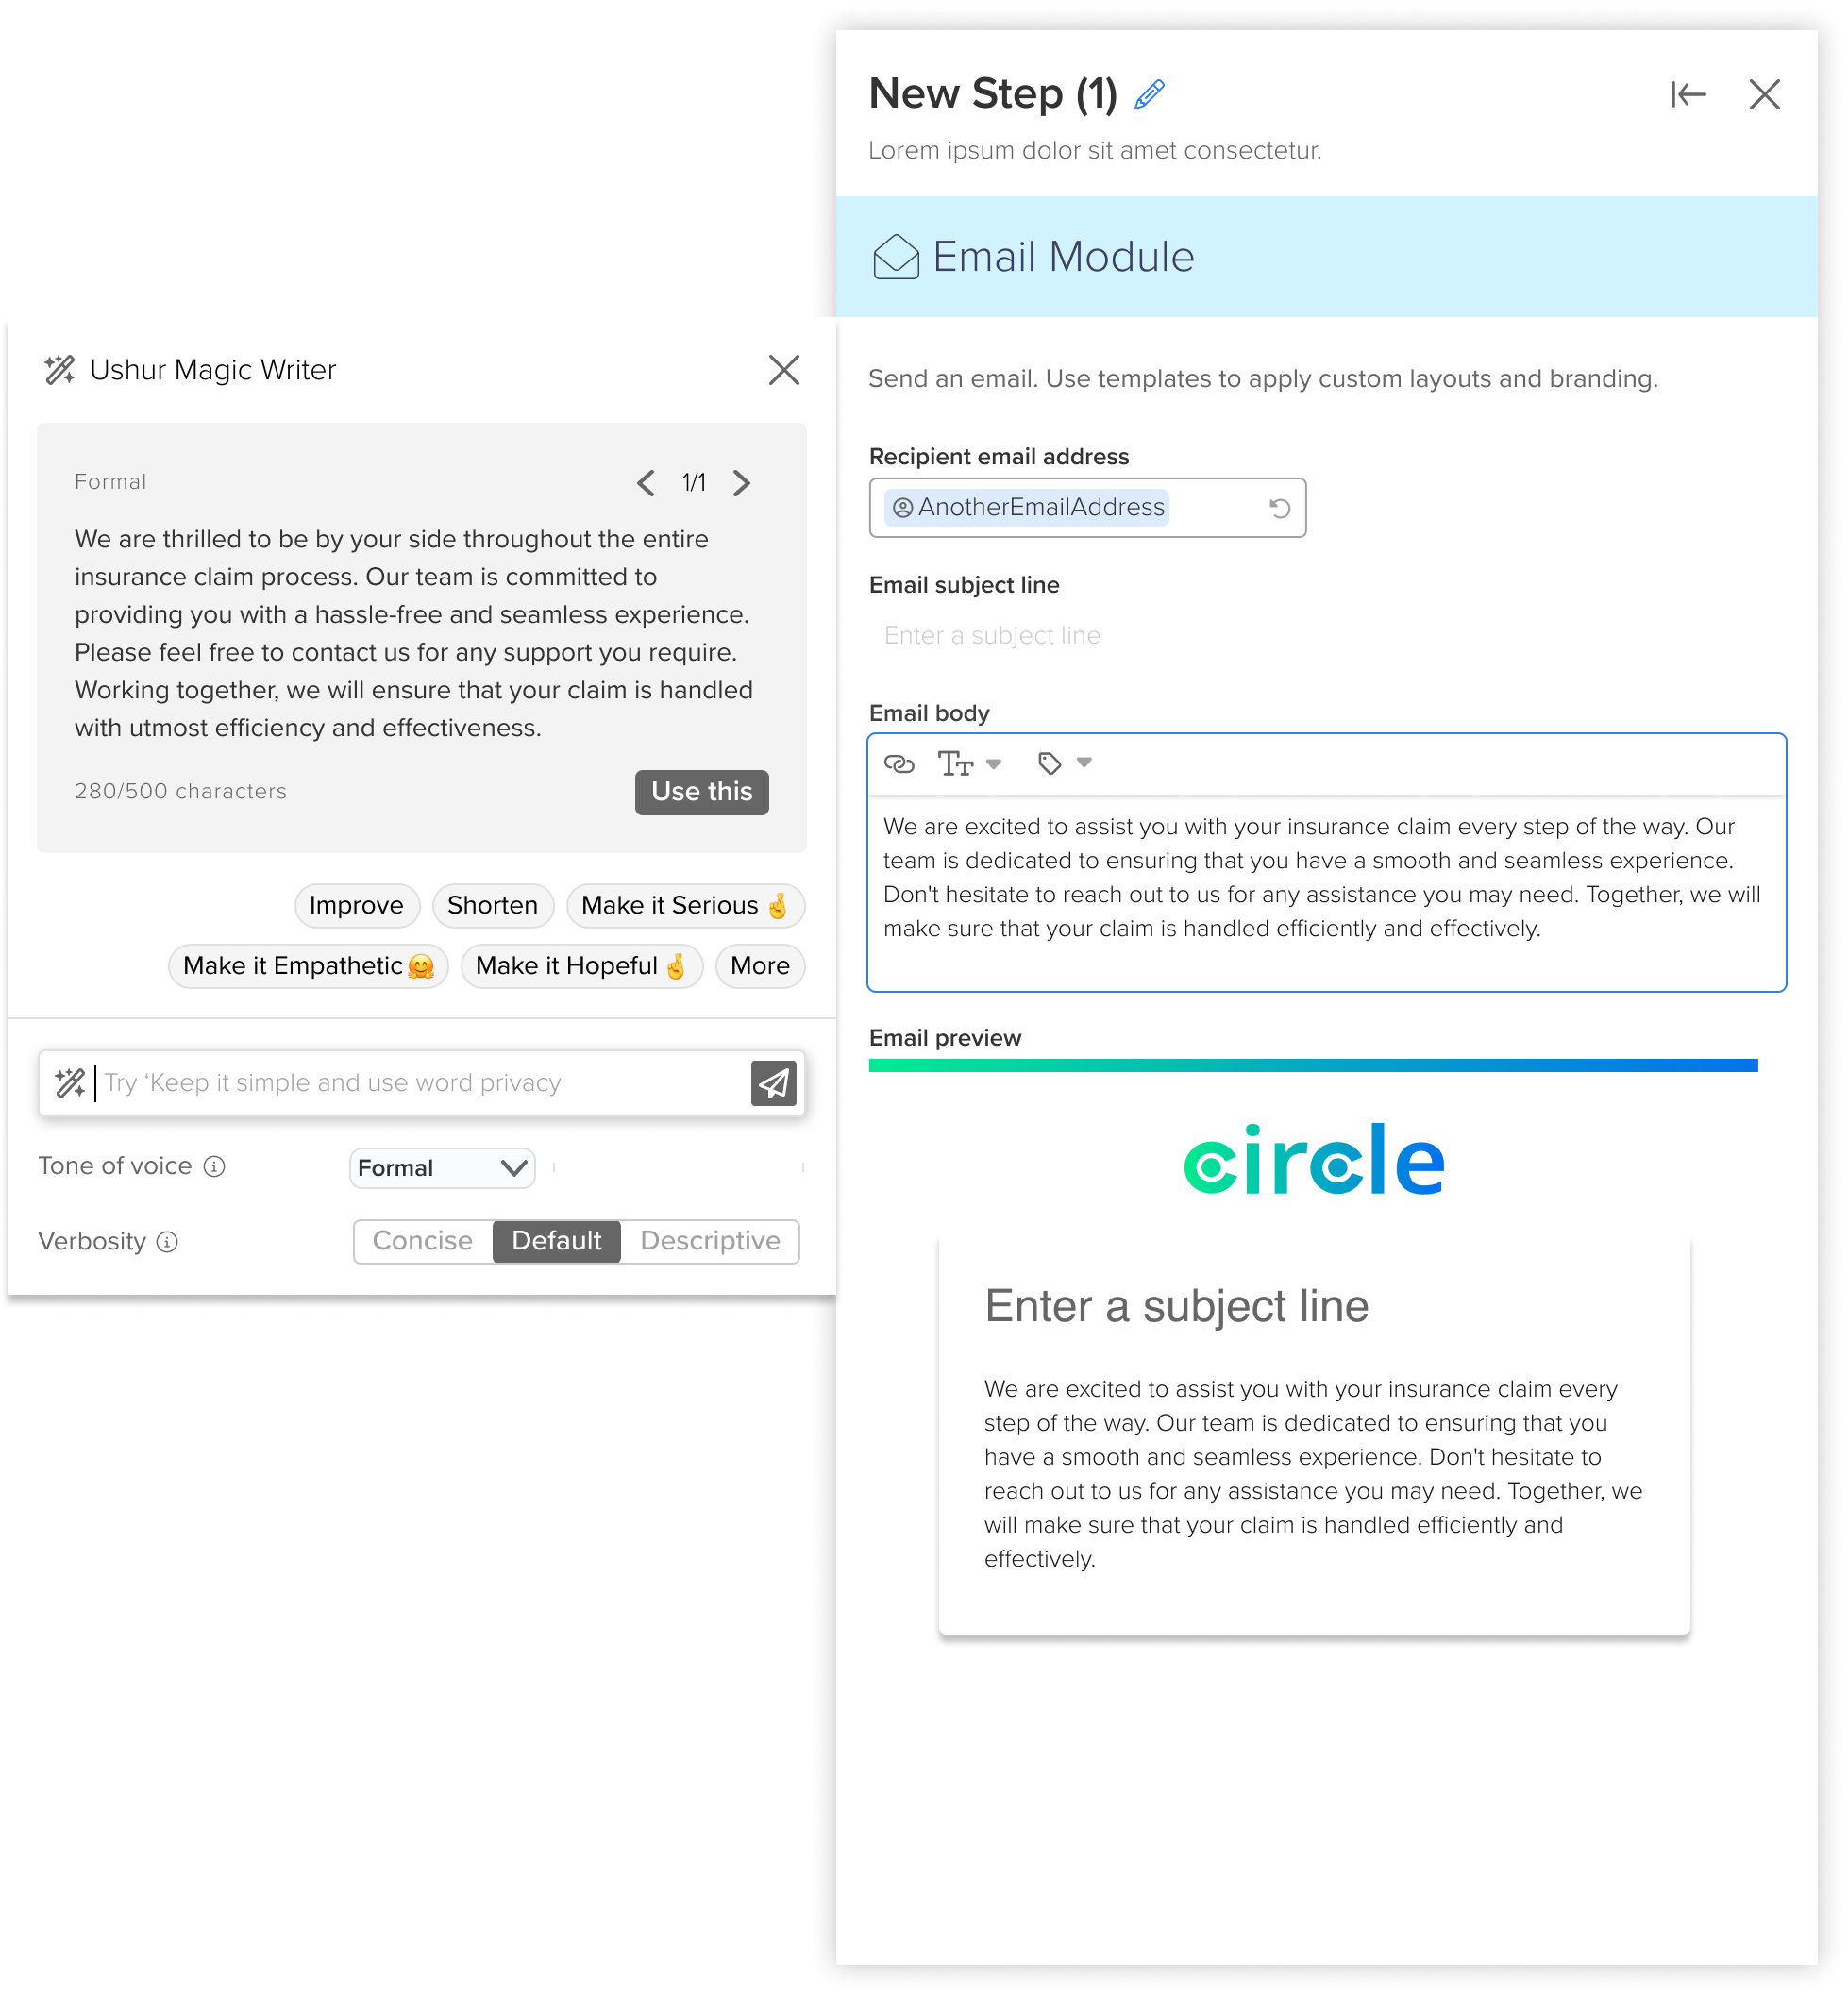 New Step (1)
Lorem ipsum dolor sit amet consectetur.
Email Module
Ushur Magic Writer
Formal
1/1
We are thrilled to be by your side throughout the entire
insurance claim process. Our team is committed to
providing you with a hassle-free and seamless experience.
Please feel free to contact us for any support you require.
Working together, we will ensure that your claim is handled
with utmost efficiency and effectiveness.
280/500 characters
Use this
Improve
Shorten
Make it Serious 🤞
Make it Empathetic 🤗
Make it Hopeful 🤞
More
Try ‘Keep it simple and use word privacy
Tone of voice
Formal
Verbosity
Concise
Default
Descriptive
Send an email. Use templates to apply custom layouts and branding.
Recipient email address
AnotherEmailAddress
Email subject line
Enter a subject line
Email body
We are excited to assist you with your insurance claim every step of the way. Our
team is dedicated to ensuring that you have a smooth and seamless experience.
Don't hesitate to reach out to us for any assistance you may need. Together, we will
make sure that your claim is handled efficiently and effectively.
Email preview
circle
Enter a subject line
We are excited to assist you with your insurance claim every
step of the way. Our team is dedicated to ensuring that you
have a smooth and seamless experience. Don't hesitate to
reach out to us for any assistance you may need. Together, we
will make sure that your claim is handled efficiently and
effectively.